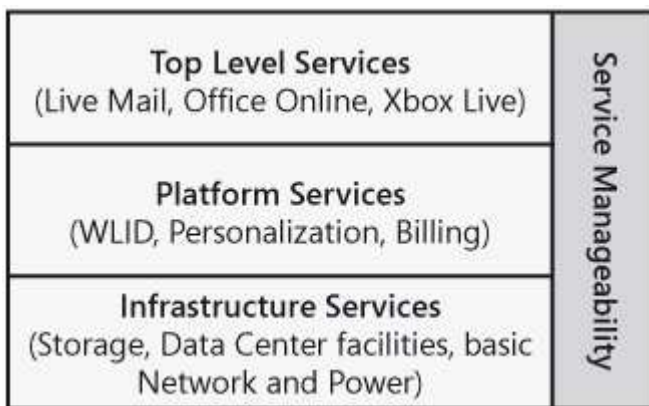 Top Level Services
(Live Mail, Office Online, Xbox Live)
Platform Services
(WLID, Personalization, Billing)
Infrastructure Services
(Storage, Data Center facilities, basic
Network and Power)
Service Manageability